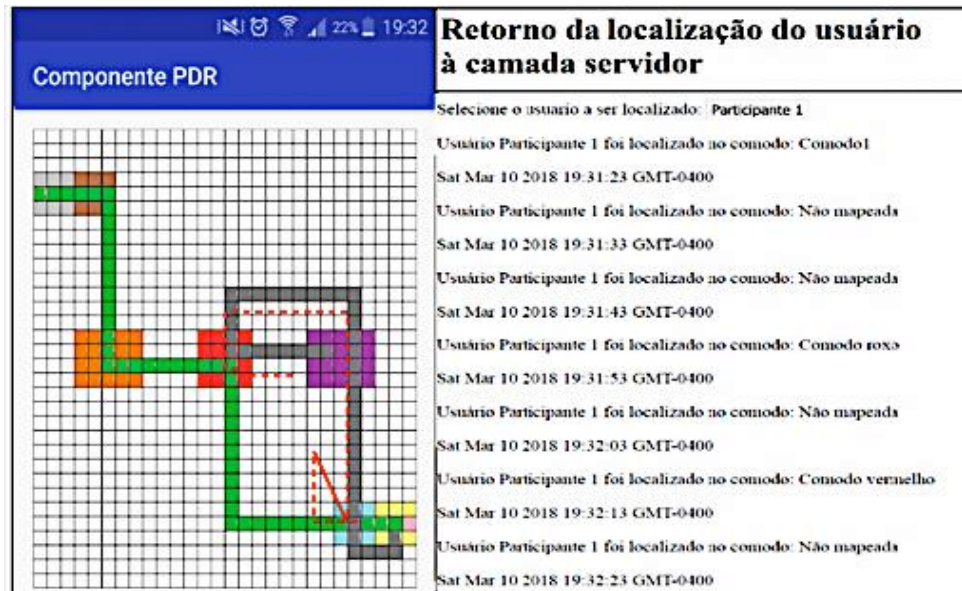 22% 19:32
Componente PDR
Retorno da localização do usuário
à camada servidor
Selecione o usuario a ser localizado: Participante 1
Usuário Participante 1 foi localizado no comodo: Comodo1
Sat Mar 10 2018 19:31:23 GMT-0400
Usuário Participante 1 foi localizado no comodo: Não mapeada
Sat Mar 10 2018 19:31:33 GMT-0400
Usuário Participante 1 foi localizado no comodo: Não mapeada
Sat Mar 10 2018 19:31:43 GMT-0400
Usuário Participante 1 foi localizado no comodo: Comodo roxo
Sat Mar 10 2018 19:31:53 GMT-0400
Usuário Participante 1 foi localizado no comodo: Não mapeada
Sat Mar 10 2018 19:32:03 GMT-0400
Usuário Participante 1 foi localizado no comodo: Comodo vermelho
Sat Mar 10 2018 19:32:13 GMT-0400
Usuário Participante 1 foi localizado no comodo: Não mapeada
Sat Mar 10 2018 19:32:23 GMT-0400